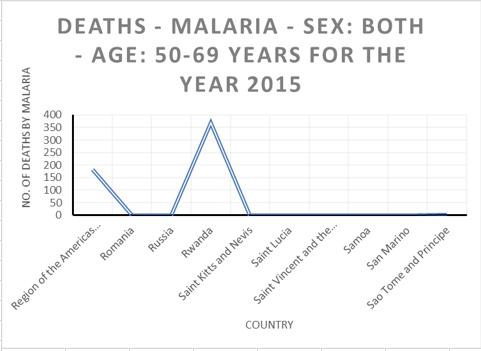 DEATHS - MALARIA - SEX: BOTH
- AGE: 50-69 YEARS FOR THE
YEAR 2015
NO. OF DEATHS BY MALARIA
400
350
300
250
200
150
100
50
0
Region of the Americas...
Romania
Russia
Rwanda
Saint Kitts and Nevis
Saint Lucia
Saint Vincent and the...
Samoa
San Marino
Sao Tome and Principe
COUNTRY